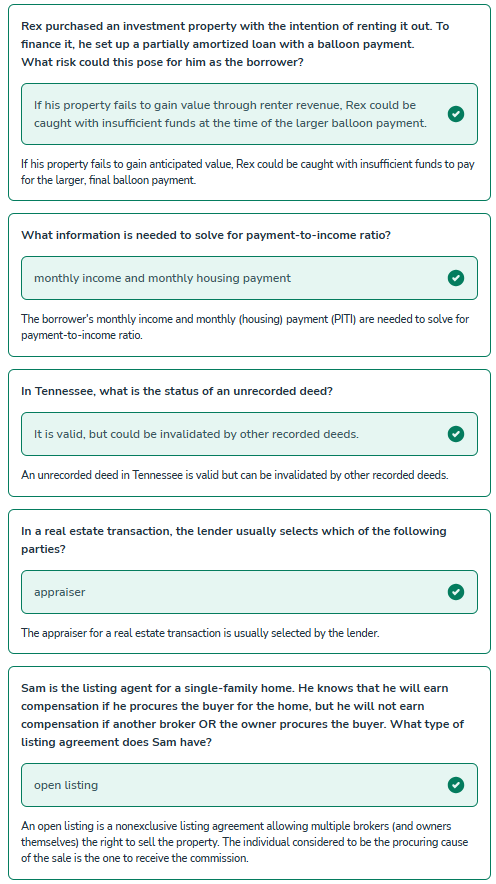 Rex purchased an investment property with the intention of renting it out. To
finance it, he set up a partially amortized loan with a balloon payment.
What risk could this pose for him as the borrower?
If his property fails to gain value through renter revenue, Rex could be
caught with insufficient funds at the time of the larger balloon payment.
If his property fails to gain anticipated value, Rex could be caught with insufficient funds to pay
for the larger, final balloon payment.
What information is needed to solve for payment-to-income ratio?
monthly income and monthly housing payment
The borrower's monthly income and monthly (housing) payment (PITI) are needed to solve for
payment-to-income ratio.
In Tennessee, what is the status of an unrecorded deed?
It is valid, but could be invalidated by other recorded deeds.
An unrecorded deed in Tennessee is valid but can be invalidated by other recorded deeds.
In a real estate transaction, the lender usually selects which of the following
parties?
appraiser
The appraiser for a real estate transaction is usually selected by the lender.
Sam is the listing agent for a single-family home. He knows that he will earn
compensation if he procures the buyer for the home, but he will not earn
compensation if another broker OR the owner procures the buyer. What type of
listing agreement does Sam have?
open listing
An open listing is a nonexclusive listing agreement allowing multiple brokers (and owners
themselves) the right to sell the property. The individual considered to be the procuring cause
of the sale is the one to receive the commission.